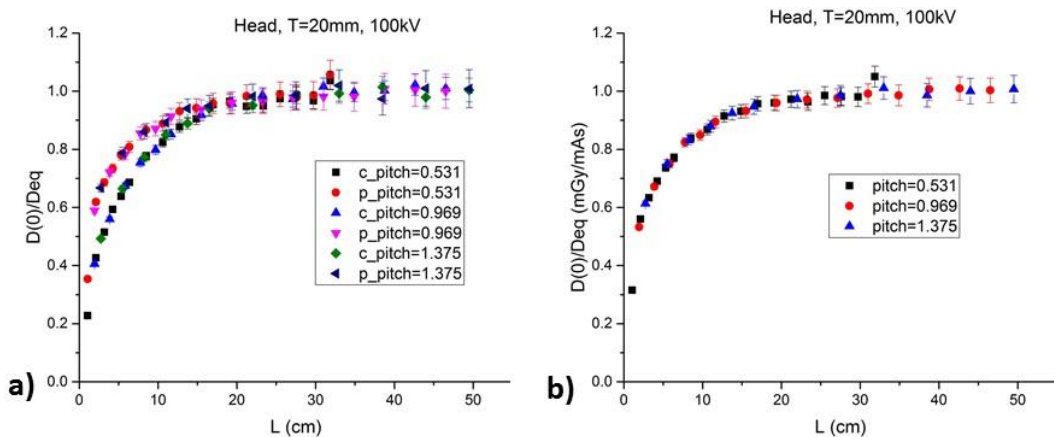 Head, T=20mm, 100kV
D(0)/Deq
1.2
1.0
0.8
0.6
0.4
0.2
0.0
c_pitch=0.531
p_pitch=0.531
c_pitch=0.969
p_pitch=0.969
c_pitch=1.375
p_pitch=1.375
0 10 20 30 40 50
L (cm)
a)
Head, T=20mm, 100kV
D(0)/Deq (mGy/mAs)
1.2
1.0
0.8
0.6
0.4
0.2
0.0
pitch=0.531
pitch=0.969
pitch=1.375
0 10 20 30 40 50
L (cm)
b)